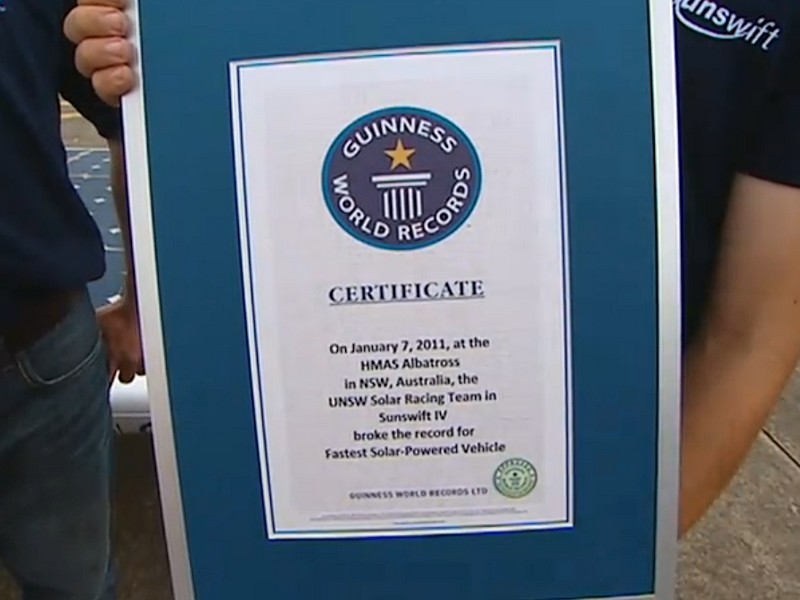 sunswift
GUINNESS
WORLD RECORDS
CERTIFICATE
On January 7, 2011, at the
HMAS Albatross
in NSW, Australia, the
UNSW Solar Racing Team in
Sunswift IV
broke the record for
Fastest Solar-Powered Vehicle
GUINNESS WORLD RECORDS LTD